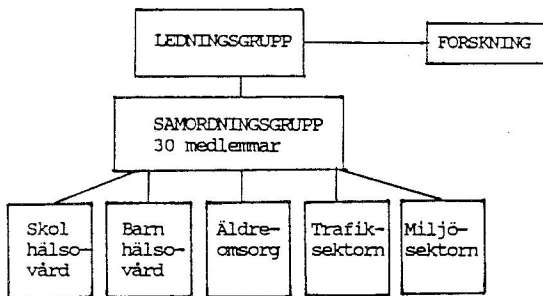 LEDNINGSGRUPP
FORSKNING
SAMORDNINGSGRUPP
30 medlemmar
Skol
hälso-
vård
Barn
hälso-
vård
Äldre-
omsorg
Trafik-
sektorn
Miljö-
sektorn